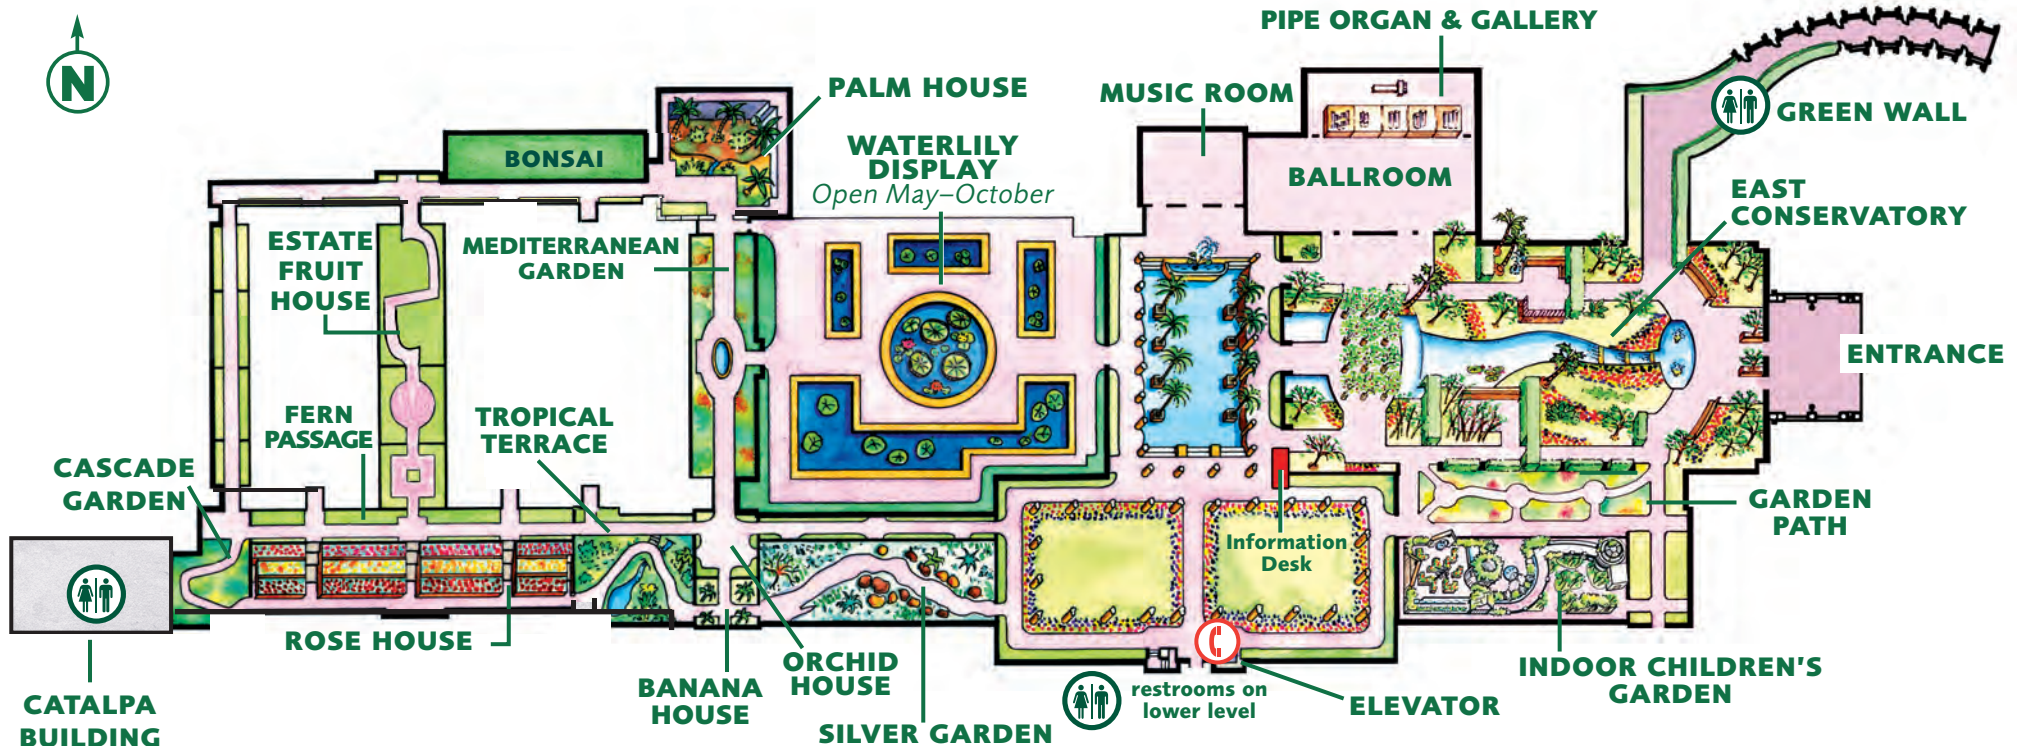 N
PIPE ORGAN & GALLERY
MUSIC ROOM
PALM HOUSE
GREEN WALL
WATERLILY
DISPLAY
Open May–October
BONSAI
BALLROOM
EAST
CONSERVATORY
ESTATE
FRUIT
HOUSE
MEDITERRANEAN
GARDEN
ENTRANCE
FERN
PASSAGE
TROPICAL
TERRACE
CASCADE
GARDEN
GARDEN
PATH
Information
Desk
ROSE HOUSE
ORCHID
HOUSE
BANANA
HOUSE
SILVER GARDEN
restrooms on
lower level
ELEVATOR
INDOOR CHILDREN'S
GARDEN
CATALPA
BUILDING